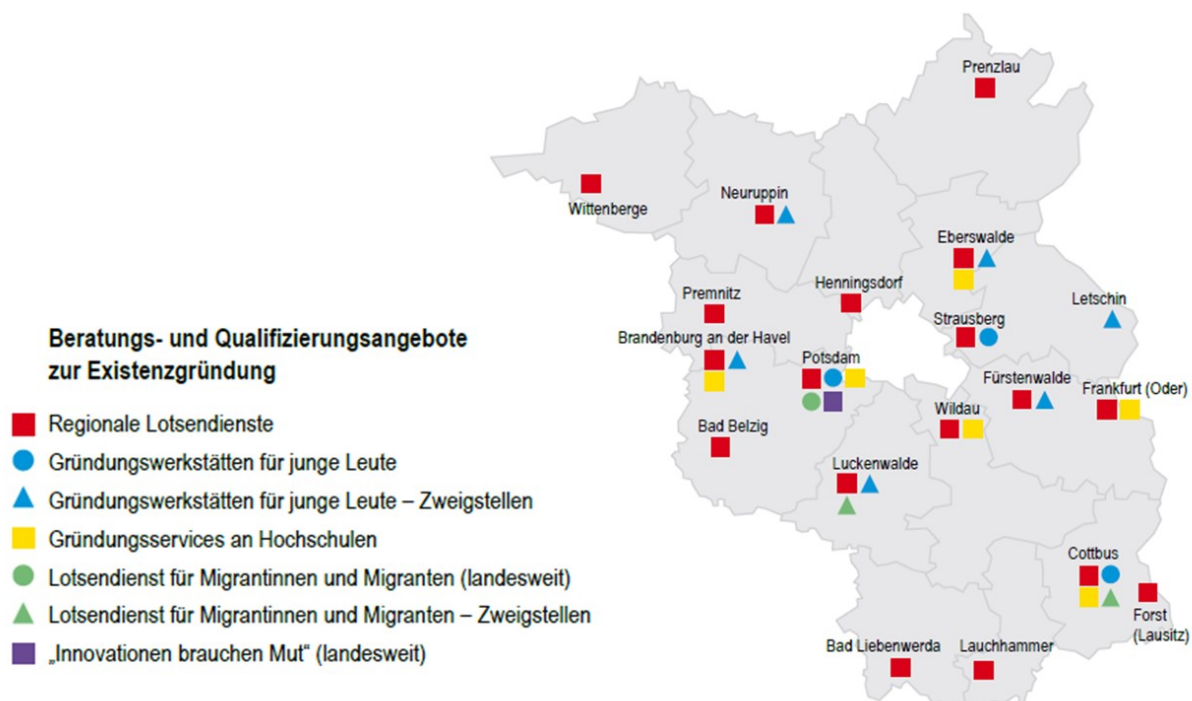 Prenzlau
Wittenberge
Neuruppin
Eberswalde
Premnitz
Henningsdorf
Letschin
Strausberg
Brandenburg an der Havel
Potsdam
Fürstenwalde
Frankfurt (Oder)
Wildau
Bad Belzig
Luckenwalde
Cottbus
Forst
(Lausitz)
Bad Liebenwerda
Lauchhammer
Beratungs- und Qualifizierungsangebote
zur Existenzgründung
Regionale Lotsendienste
Gründungswerkstätten für junge Leute
Gründungswerkstätten für junge Leute – Zweigstellen
Gründungsservices an Hochschulen
Lotsendienst für Migrantinnen und Migranten (landesweit)
Lotsendienst für Migrantinnen und Migranten – Zweigstellen
„Innovationen brauchen Mut“ (landesweit)